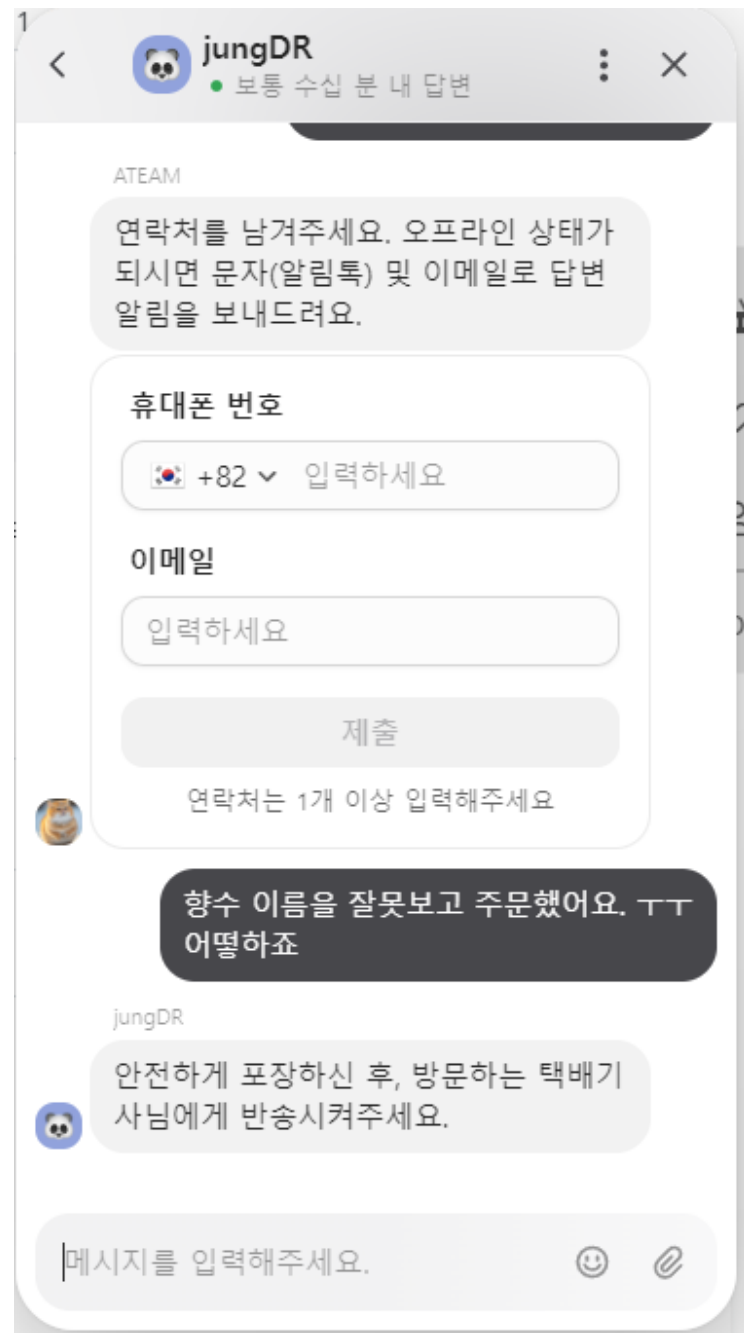 1
jungDR
보통 수십 분 내 답변
ATEAM
연락처를 남겨주세요. 오프라인 상태가
되시면 문자(알림톡) 및 이메일로 답변
알림을 보내드려요.
휴대폰 번호
+82 입력하세요
이메일
입력하세요
제출
연락처는 1개 이상 입력해주세요
향수 이름을 잘못보고 주문했어요. ㅜㅜ
어떻하죠
jungDR
안전하게 포장하신 후, 방문하는 택배기
사님에게 반송시켜주세요.
메시지를 입력해주세요.